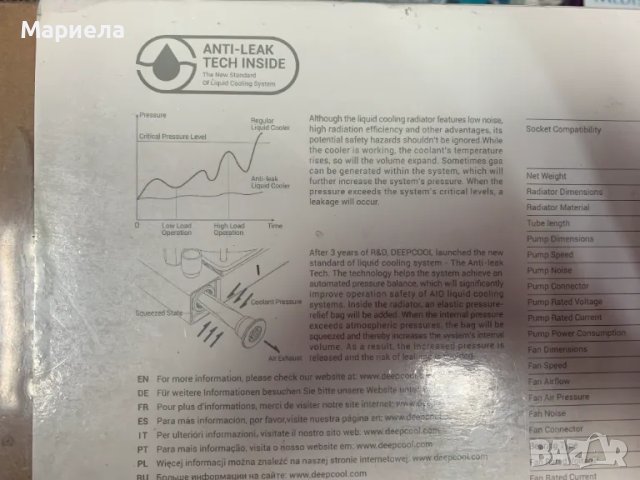 Мариела
MEDI
ANTI-LEAK
TECH INSIDE
The New Standard
Of Liquid Cooling System
Pressure
Critical Pressure Level
Regular
Liquid Cooler
Anti-leak
Liquid Cooler
0
Low Load
Operation
High Load
Operation
Time
Although the liquid cooling radiator features low noise,
high radiation efficiency and other advantages, its
potential safety hazards shouldn't be ignored.While
the cooler is working, the coolant's temperature
rises, so will the volume expand. Sometimes gas
can be generated within the system, which will
further increase the system's pressure. When the
pressure exceeds the system's critical levels, a
leakage will occur.
Squeezed State
Coolant Pressure
Air Exhaust
After 3 years of R&D, DEEPCOOL launched the new
standard of liquid cooling system - The Anti-leak
Tech. The technology helps the system achieve an
automated pressure balance, which will significantly
improve operation safety of AIO liquid cooling
systems. Inside the radiator, an elastic pressure-
relief bag will be added. When the internal pressure
exceeds atmospheric pressures, the bag will be
squeezed and thereby increases the system's internal
volume. As a result, the increased pressure is
released and the risk of leak
EN For more information, please check our website at: www.deepcool
DE Für weitere Informationen besuchen Sie bitte unsere Website unter
FR Pour plus d'informations, merci de visiter notre site internet: www.dee
ES Para más información, por favor,visite nuestra página en: www.deepcool
IT Per ulteriori informazioni, visitate il nostro sito web: www.deepcool.com
PT Para mais informação, visita o nosso website em: www.deepcool.com
PL Więcej informacji można znaleźć na naszej stronie internetowej: www.deepcool.com
RU Больше информации на сайте: www.deepcool.com
Socket Compatibility
Net Weight
Radiator Dimensions
Radiator Material
Tube length
Pump Dimensions
Pump Speed
Pump Noise
Pump Connector
Pump Rated Voltage
Pump Rated Current
Pump Power Consumption
Fan Dimensions
Fan Speed
Fan Airflow
Fan Air Pressure
Fan Noise
Fan Connector
Fan Rated Current
BAZAR